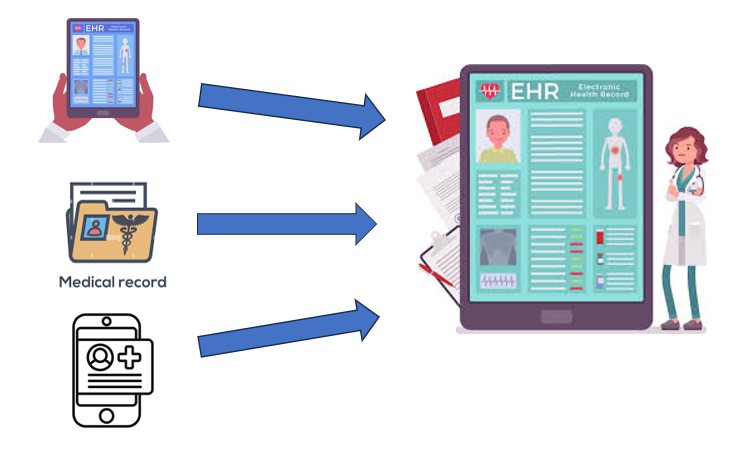 EHR
Electronic
Health Record
Medical record
EHR
Electronic
Health Record